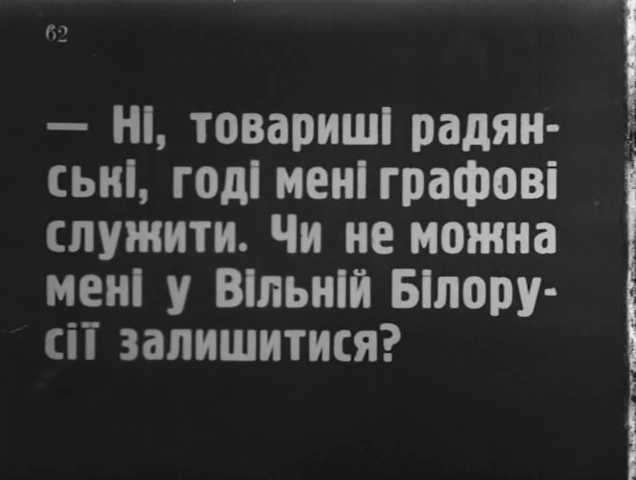 62
— Ні, товариші радян-
ські, годі мені графові
служити. Чи не можна
мені у Вільній Білору-
сії залишитися?